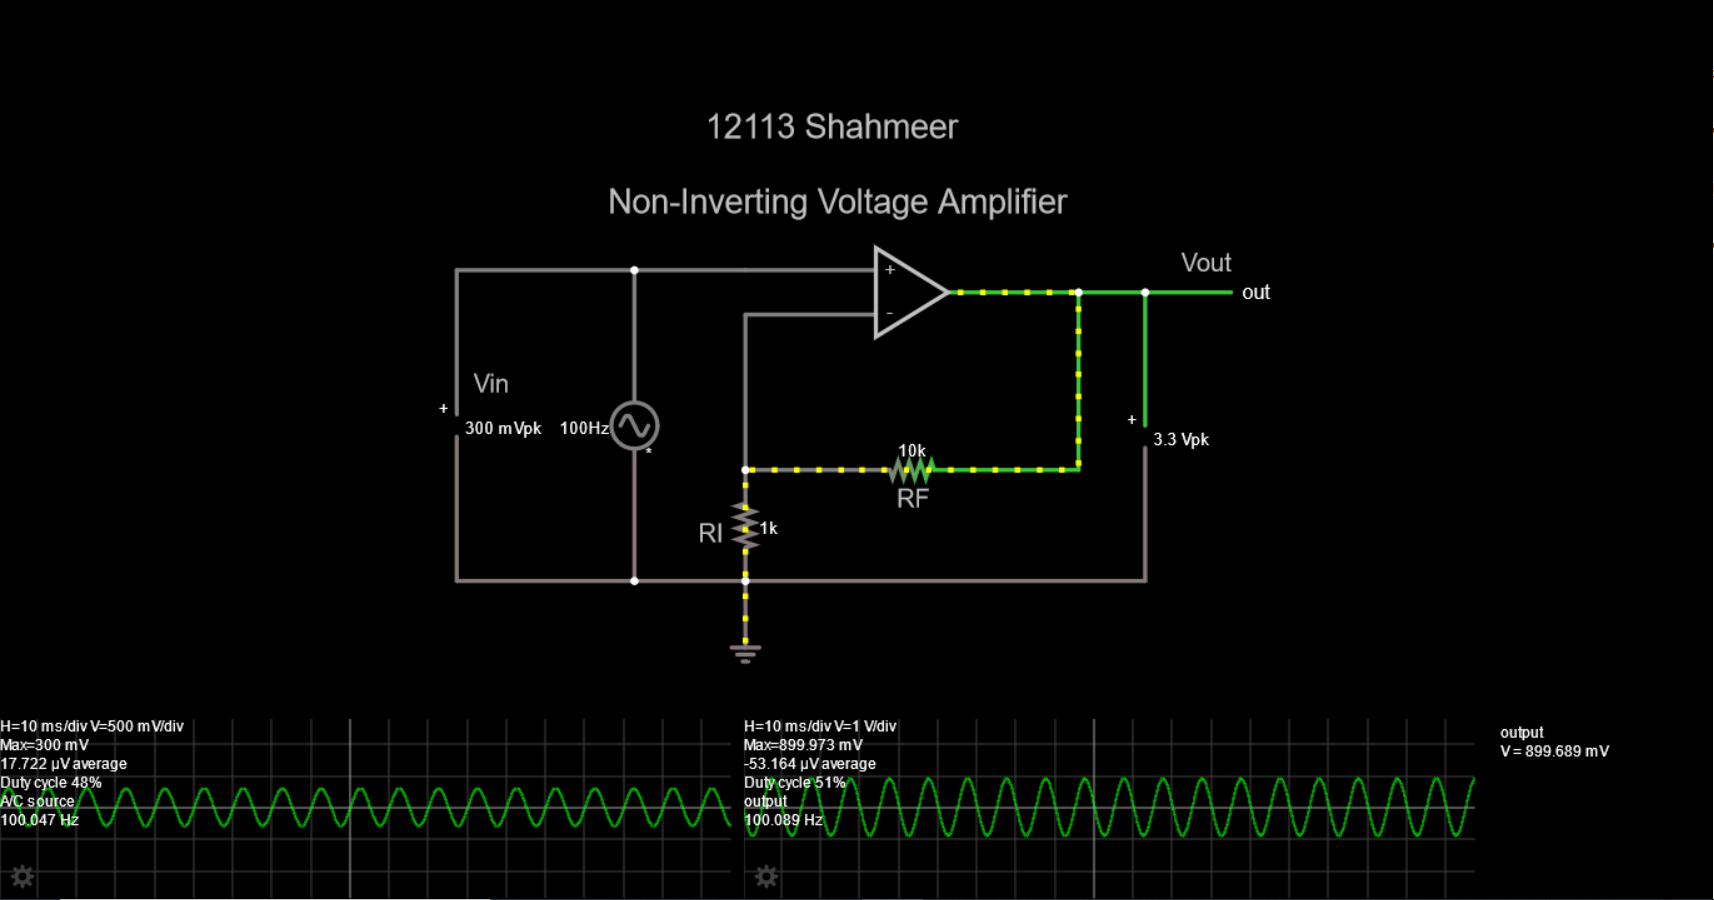 12113 Shahmeer
Non-Inverting Voltage Amplifier
Vout
out
+
-
Vin
+
300 mVpk
100Hz
*
+
3.3 Vpk
10k
RF
RI
1k
H=10 ms/div V=500 mV/div
Max=300 mV
17.722 µV average
Duty cycle 48%
A/C source
100.047 Hz
H=10 ms/div V=1 V/div
Max=899.973 mV
-53.164 µV average
Duty cycle 51%
output
100.089 Hz
output
V = 899.689 mV